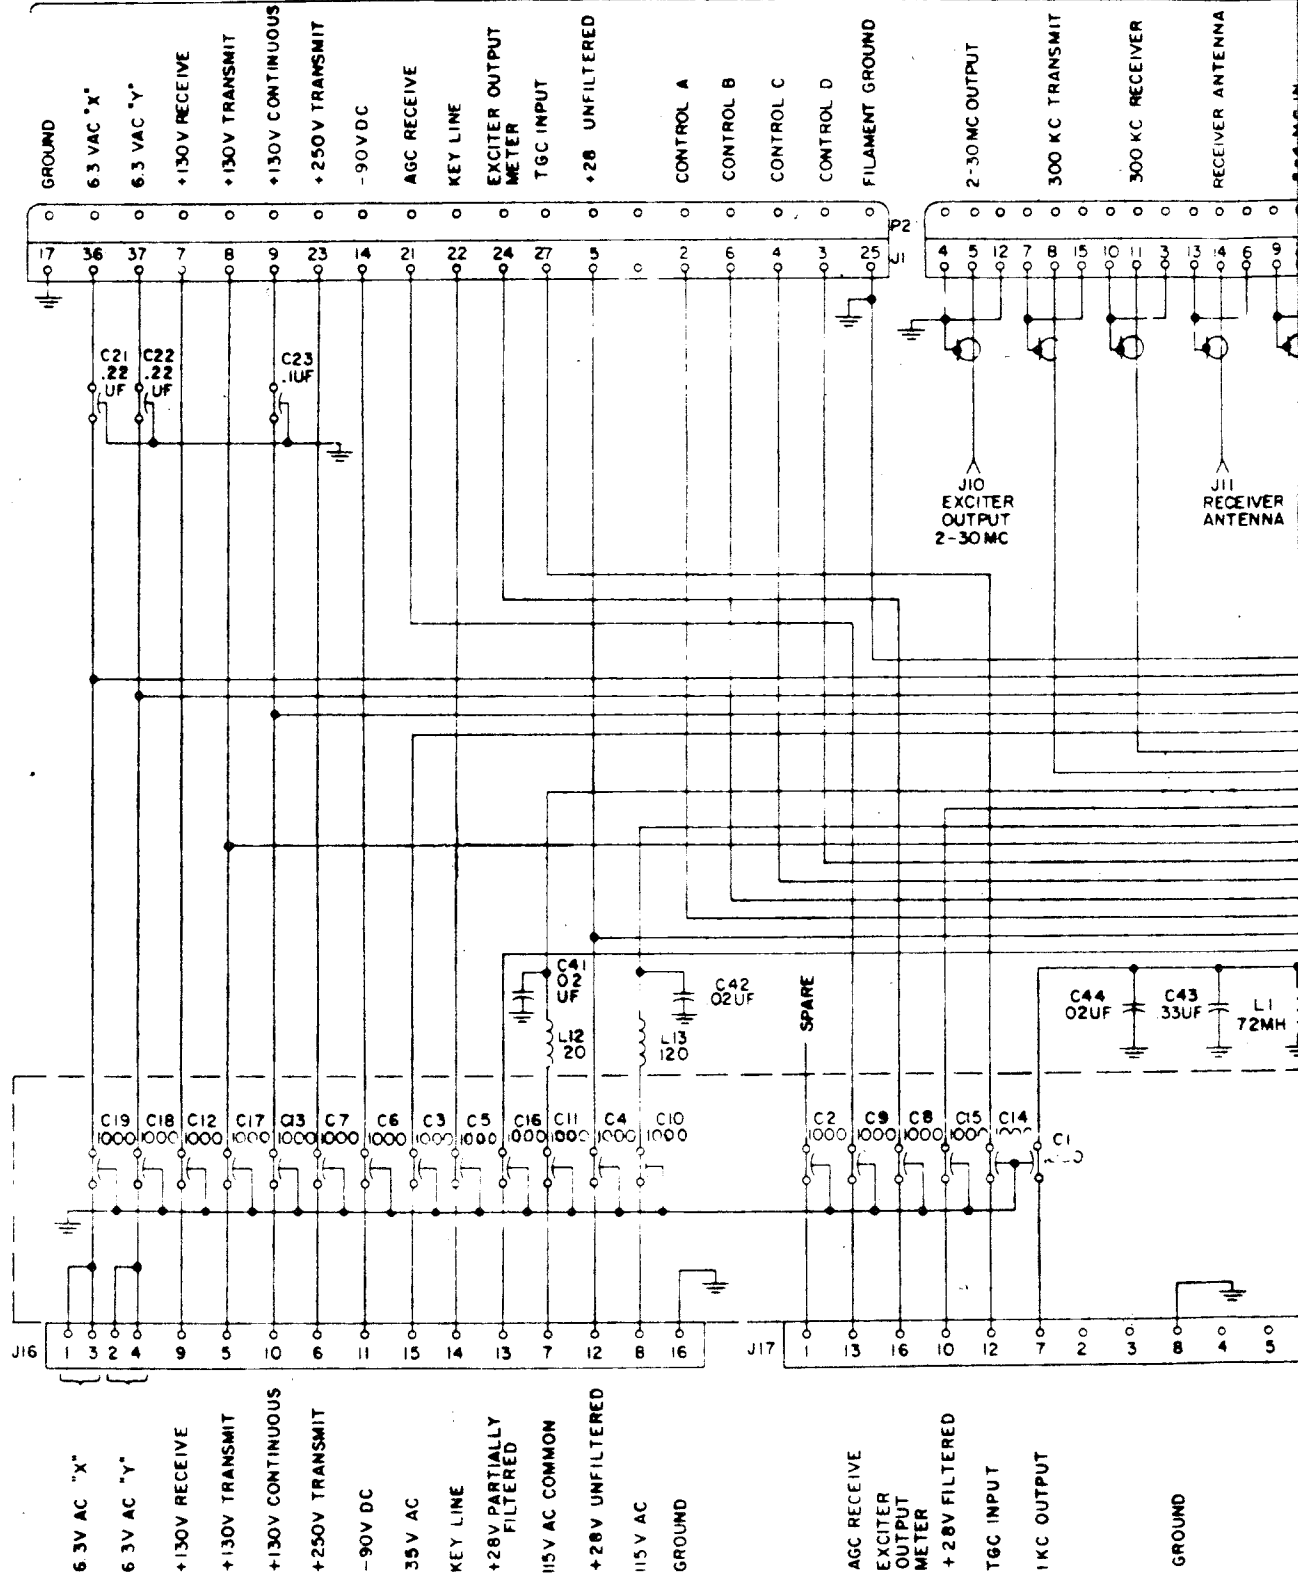 GROUND
6.3 VAC "X"
6.3 VAC "Y"
+130V RECEIVE
+130V TRANSMIT
+130V CONTINUOUS
+250V TRANSMIT
-90V DC
AGC RECEIVE
KEY LINE
EXCITER OUTPUT
METER
TGC INPUT
+28 UNFILTERED
CONTROL A
CONTROL B
CONTROL C
CONTROL D
FILAMENT GROUND
2-30 MC OUTPUT
300 KC TRANSMIT
300 KC RECEIVER
RECEIVER ANTENNA
P2
17 36 37 7 8 9 23 14 21 22 24 27 5 2 6 4 3 25
J1
4 5 12 7 8 15 10 11 3 13 14 6 9
C21
.22
UF
C22
.22
UF
C23
.1UF
J10
EXCITER
OUTPUT
2-30 MC
J11
RECEIVER
ANTENNA
C41
02
UF
L12
20
C42
02UF
L13
120
SPARE
C44
02UF
C43
.33UF
L1
72MH
C19
1000
C18
1000
C12
1000
C17
1000
C13
1000
C7
1000
C6
1000
C3
1000
C5
1000
C16
1000
C11
1000
C4
1000
C10
1000
C2
1000
C9
1000
C8
1000
C15
1000
C14
1000
C1
J16
1 3 2 4 9 5 10 6 11 15 14 13 7 12 8 16
J17
1 13 16 10 12 7 2 3 8 4 5
6.3V AC "X"
6.3V AC "Y"
+130V RECEIVE
+130V TRANSMIT
+130V CONTINUOUS
+250V TRANSMIT
-90V DC
35V AC
KEY LINE
+28V PARTIALLY
FILTERED
115V AC COMMON
+28V UNFILTERED
115V AC
GROUND
AGC RECEIVE
EXCITER
OUTPUT
METER
+28V FILTERED
TGC INPUT
1KC OUTPUT
GROUND